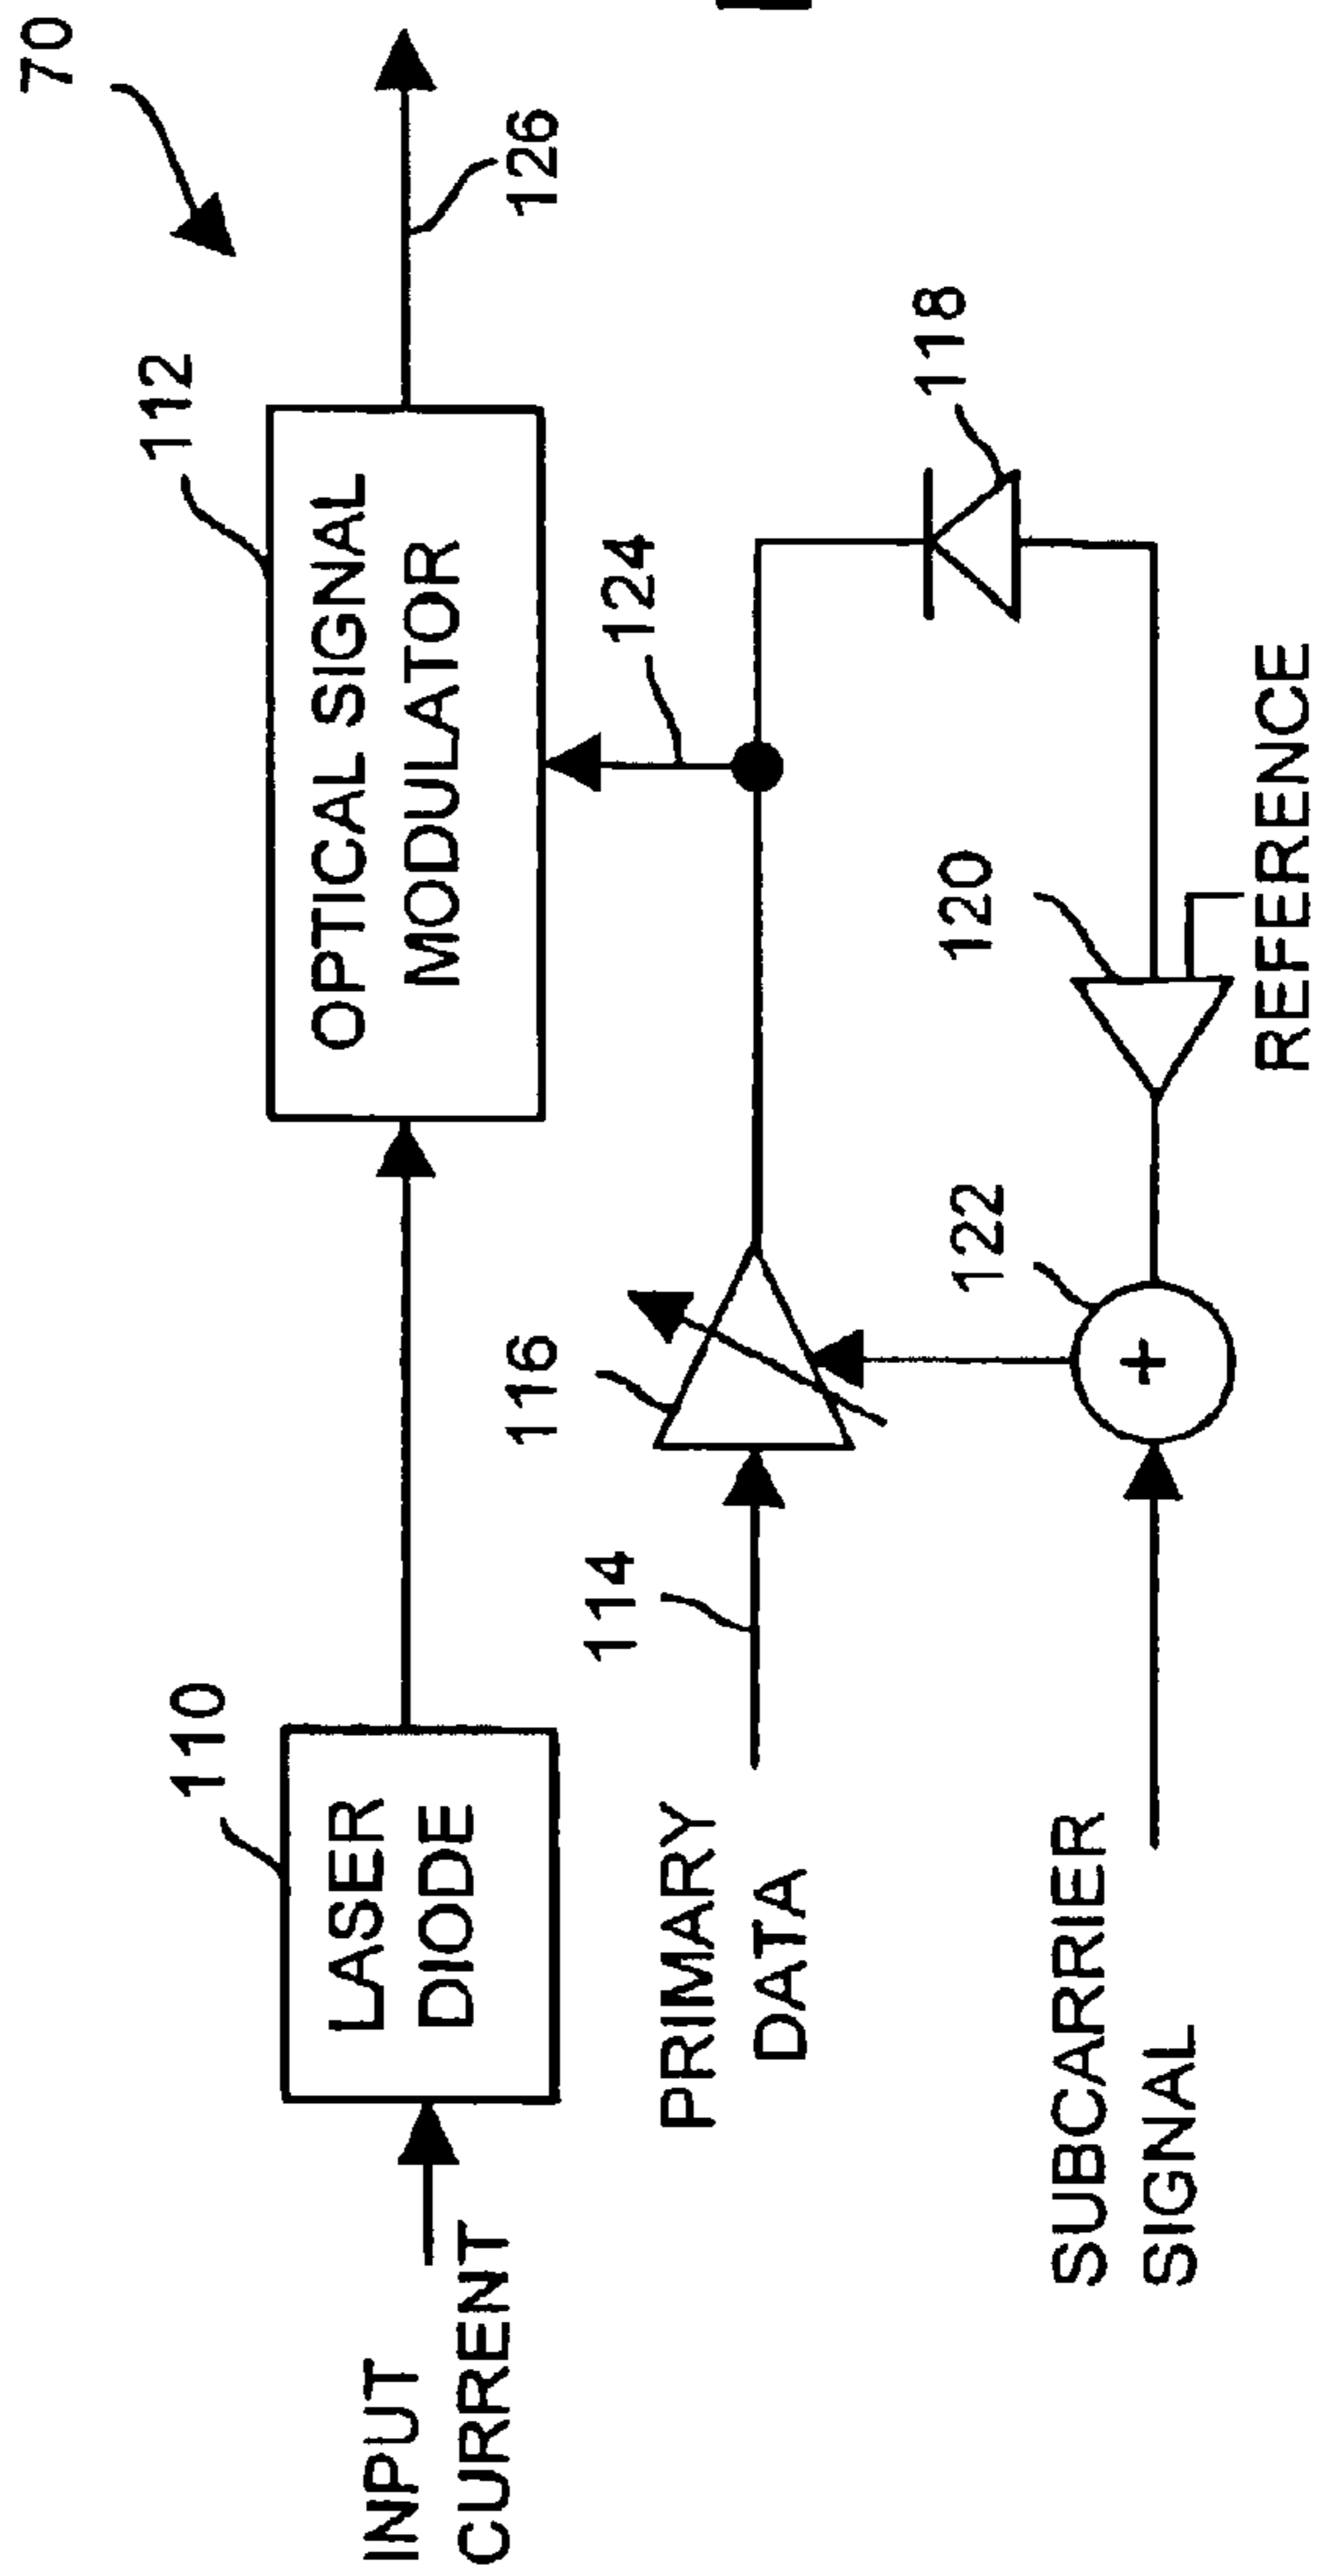 70
112
126
OPTICAL SIGNAL
MODULATOR
110
LASER
DIODE
INPUT
CURRENT
124
116
114
PRIMARY
DATA
118
120
122
+
REFERENCE
SUBCARRIER
SIGNAL